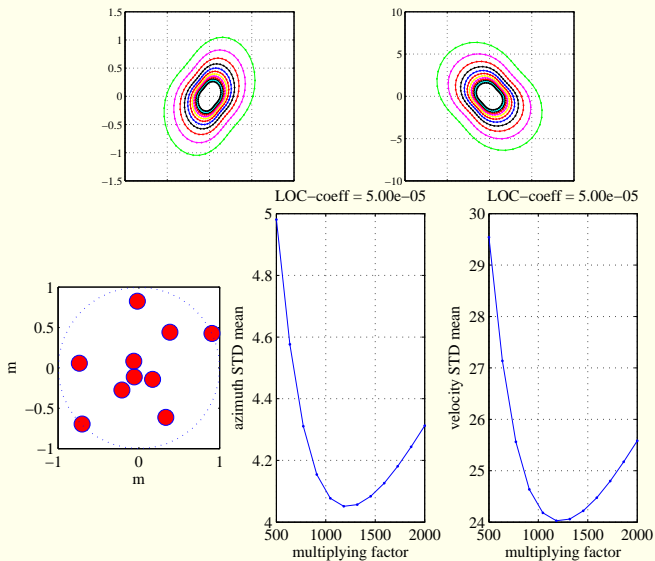 1.5
1
0.5
0
−0.5
−1
−1.5
10
5
0
−5
−10
LOC−coeff = 5.00e−05
LOC−coeff = 5.00e−05
5
4.8
4.6
4.4
4.2
4
azimuth STD mean
500 1000 1500 2000
multiplying factor
30
29
28
27
26
25
24
velocity STD mean
500 1000 1500 2000
multiplying factor
1
0.5
0
−0.5
−1
m
−1 0 1
m